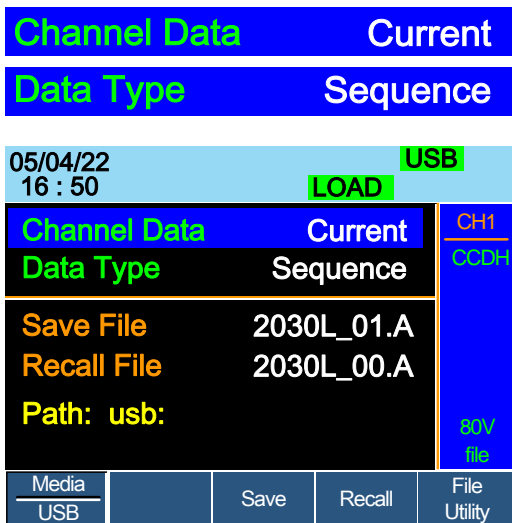 Channel Data Current
Data Type Sequence
05/04/22 USB
16 : 50 LOAD
Channel Data Current
Data Type Sequence
CH1
CCDH
Save File 2030L_01.A
Recall File 2030L_00.A
Path: usb:
80V
file
Media
USB
Save
Recall
File
Utility